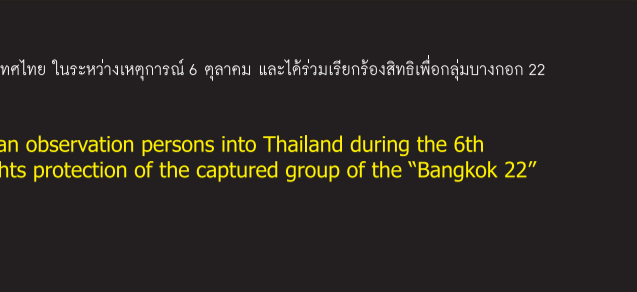 ทศไทย ในระหว่างเหตุการณ์ 6 ตุลาคม และได้ร่วมเรียกร้องสิทธิเพื่อกลุ่มบางกอก 22
an observation persons into Thailand during the 6th
hts protection of the captured group of the “Bangkok 22”